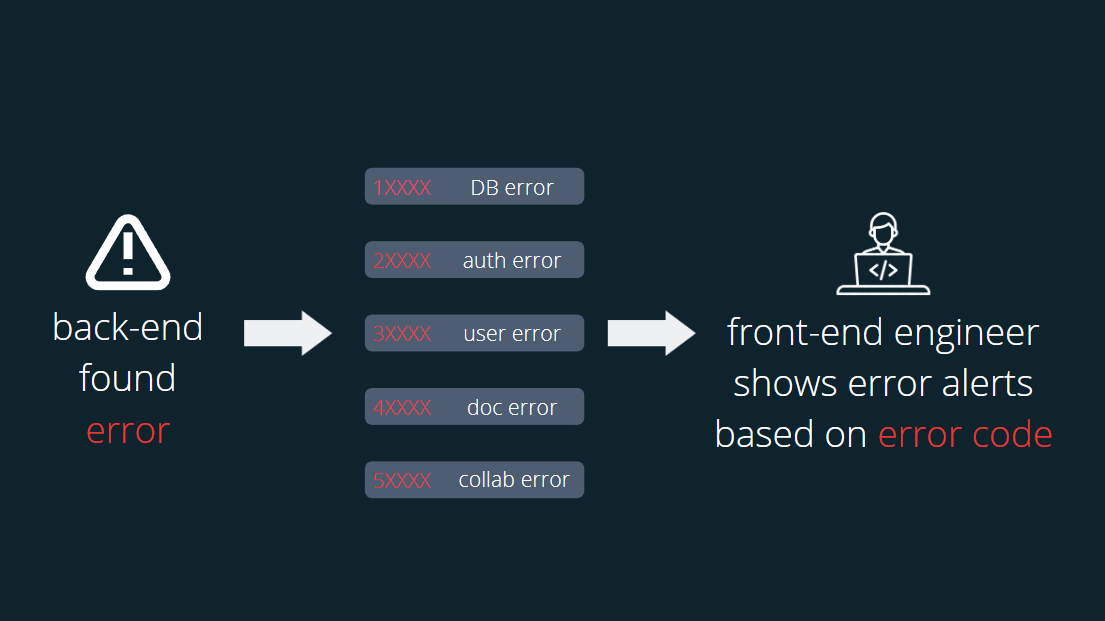 back-end
found
error
1XXXX DB error
2XXXX auth error
3XXXX user error
4XXXX doc error
5XXXX collab error
</>
front-end engineer
shows error alerts
based on error code